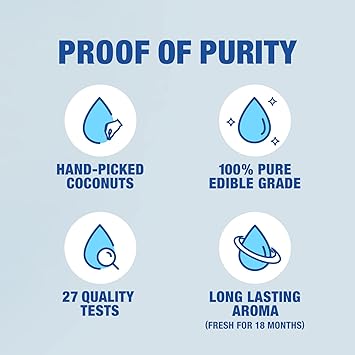 PROOF OF PURITY
HAND-PICKED
COCONUTS
100% PURE
EDIBLE GRADE
27 QUALITY
TESTS
LONG LASTING
AROMA
(FRESH FOR 18 MONTHS)